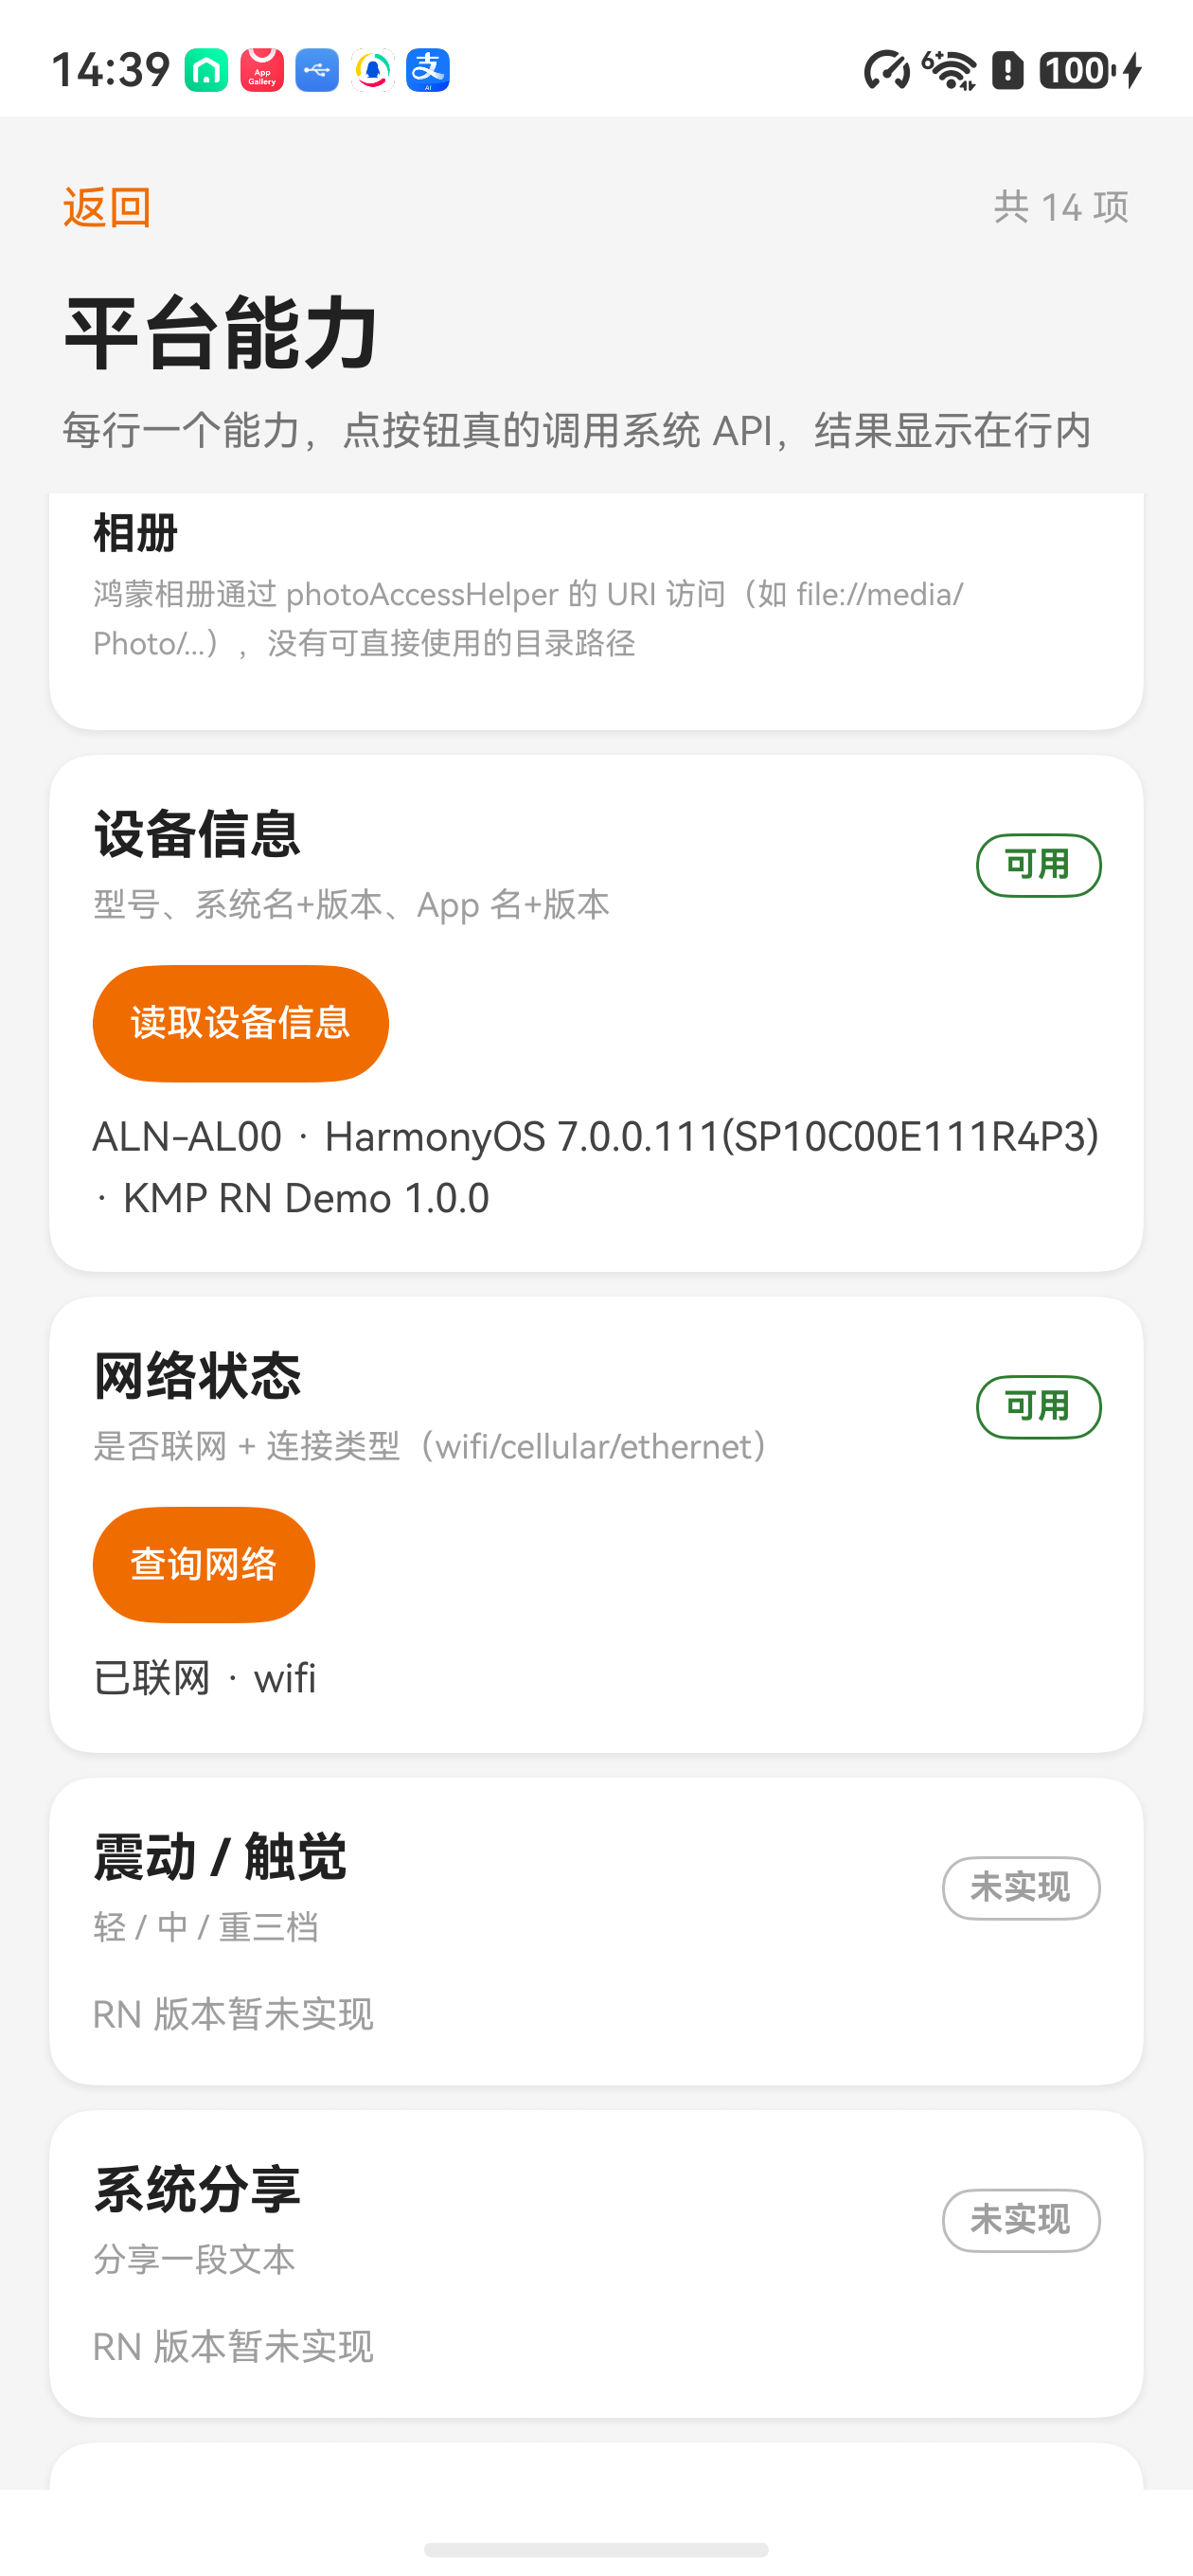 14:39
App
Gallery
支
AI
6+
100
返回
共 14 项
平台能力
每行一个能力，点按钮真的调用系统 API，结果显示在行内
相册
鸿蒙相册通过 photoAccessHelper 的 URI 访问（如 file://media/
Photo/...），没有可直接使用的目录路径
设备信息
可用
型号、系统名+版本、App 名+版本
读取设备信息
ALN-AL00 · HarmonyOS 7.0.0.111(SP10C00E111R4P3)
· KMP RN Demo 1.0.0
网络状态
可用
是否联网 + 连接类型（wifi/cellular/ethernet）
查询网络
已联网 · wifi
震动 / 触觉
未实现
轻 / 中 / 重三档
RN 版本暂未实现
系统分享
未实现
分享一段文本
RN 版本暂未实现